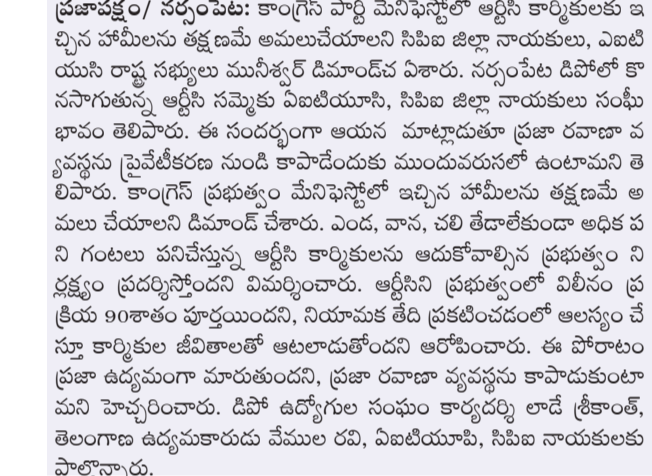 ప్రజాపక్షం/ నర్సంపేట: కాంగ్రెస్ పార్టీ మేనిఫెస్టోలో ఆర్టీసి కార్మికులకు ఇ
చ్చిన హామీలను తక్షణమే అమలుచేయాలని సిపిఐ జిల్లా నాయకులు, ఎఐటి
యుసి రాష్ట్ర సభ్యులు మునీశ్వర్ డిమాండ్‌చ ఏశారు. నర్సంపేట డిపోలో కొ
నసాగుతున్న ఆర్టీసి సమ్మెకు ఏఐటియూసి, సిపిఐ జిల్లా నాయకులు సంఘీ
భావం తెలిపారు. ఈ సందర్భంగా ఆయన మాట్లాడుతూ ప్రజా రవాణా వ
్యవస్థను ప్రైవేటీకరణ నుండి కాపాడేందుకు ముందువరుసలో ఉంటామని తె
లిపారు. కాంగ్రెస్ ప్రభుత్వం మేనిఫెస్టోలో ఇచ్చిన హామీలను తక్షణమే అ
మలు చేయాలని డిమాండ్ చేశారు. ఎండ, వాన, చలి తేడాలేకుండా అధిక ప
ని గంటలు పనిచేస్తున్న ఆర్టీసి కార్మికులను ఆదుకోవాల్సిన ప్రభుత్వం ని
ర్లక్ష్యం ప్రదర్శిస్తోందని విమర్శించారు. ఆర్టీసిని ప్రభుత్వంలో విలీనం ప్ర
క్రియ 90శాతం పూర్తయిందని, నియామక తేది ప్రకటించడంలో ఆలస్యం చే
స్తూ కార్మికుల జీవితాలతో ఆటలాడుతోందని ఆరోపించారు. ఈ పోరాటం
ప్రజా ఉద్యమంగా మారుతుందని, ప్రజా రవాణా వ్యవస్థను కాపాడుకుంటా
మని హెచ్చరించారు. డిపో ఉద్యోగుల సంఘం కార్యదర్శి లాడే శ్రీకాంత్,
తెలంగాణ ఉద్యమకారుడు వేముల రవి, ఏఐటియూపి, సిపిఐ నాయకులకు
పాల్గొన్నారు.